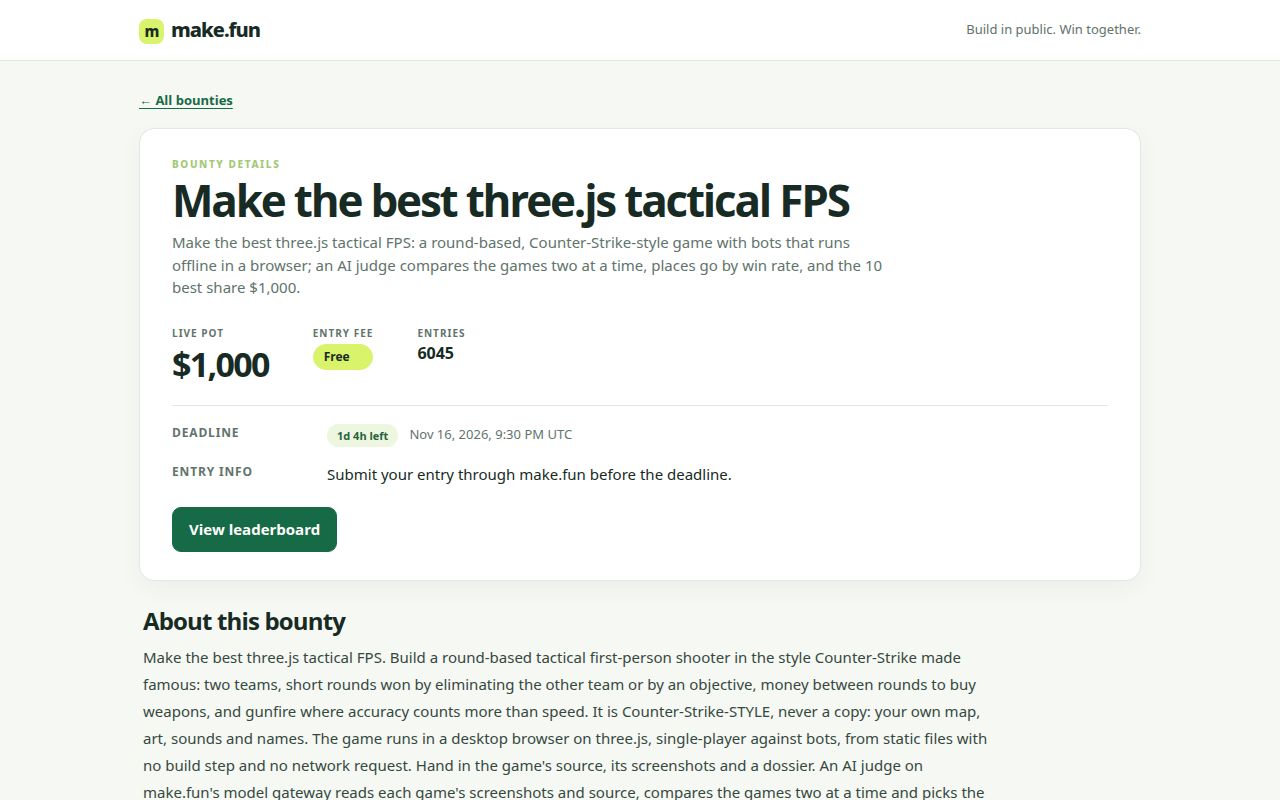 m make.fun
Build in public. Win together.
← All bounties
BOUNTY DETAILS
Make the best three.js tactical FPS
Make the best three.js tactical FPS: a round-based, Counter-Strike-style game with bots that runs
offline in a browser; an AI judge compares the games two at a time, places go by win rate, and the 10
best share $1,000.
LIVE POT
$1,000
ENTRY FEE
Free
ENTRIES
6045
DEADLINE
1d 4h left
Nov 16, 2026, 9:30 PM UTC
ENTRY INFO
Submit your entry through make.fun before the deadline.
View leaderboard
About this bounty
Make the best three.js tactical FPS. Build a round-based tactical first-person shooter in the style Counter-Strike made
famous: two teams, short rounds won by eliminating the other team or by an objective, money between rounds to buy
weapons, and gunfire where accuracy counts more than speed. It is Counter-Strike-STYLE, never a copy: your own map,
art, sounds and names. The game runs in a desktop browser on three.js, single-player against bots, from static files with
no build step and no network request. Hand in the game's source, its screenshots and a dossier. An AI judge on
make.fun's model gateway reads each game's screenshots and source, compares the games two at a time and picks the